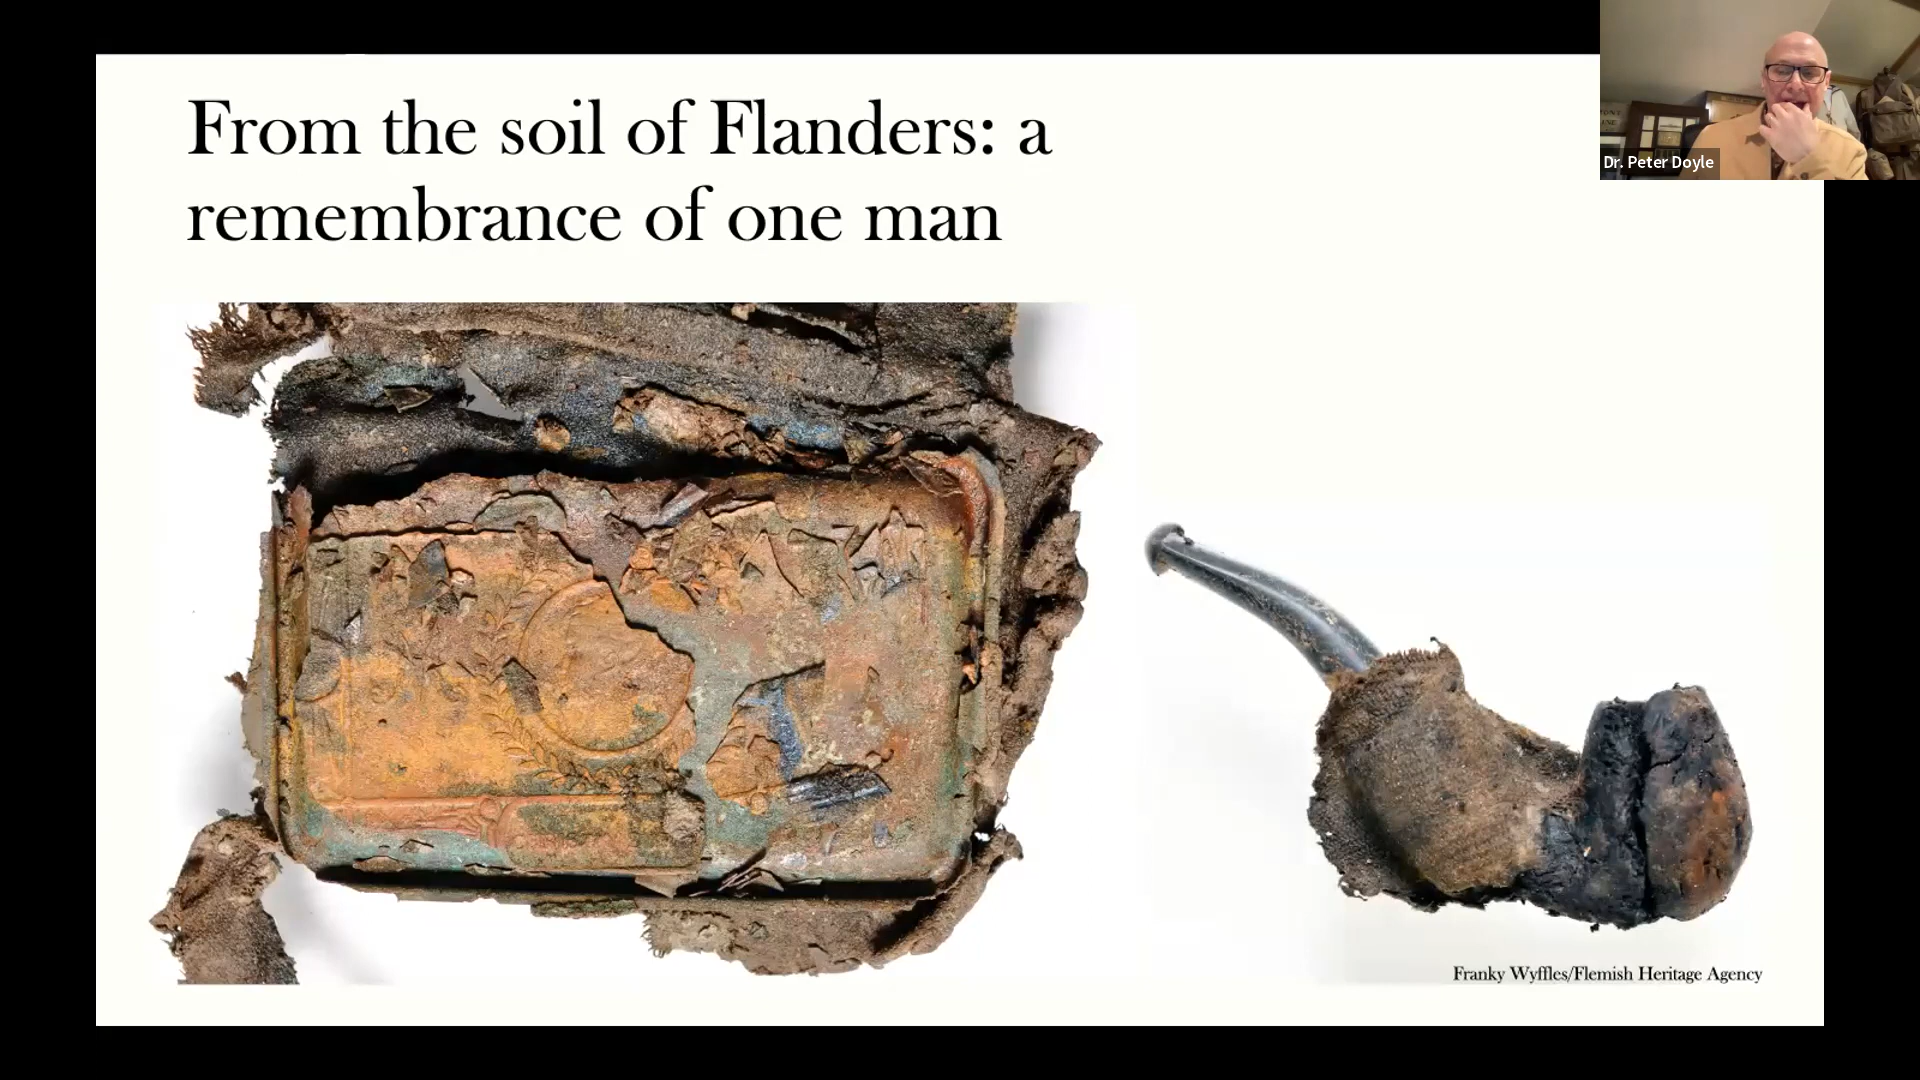 From the soil of Flanders: a
remembrance of one man
Dr. Peter Doyle
Franky Wyffles/Flemish Heritage Agency